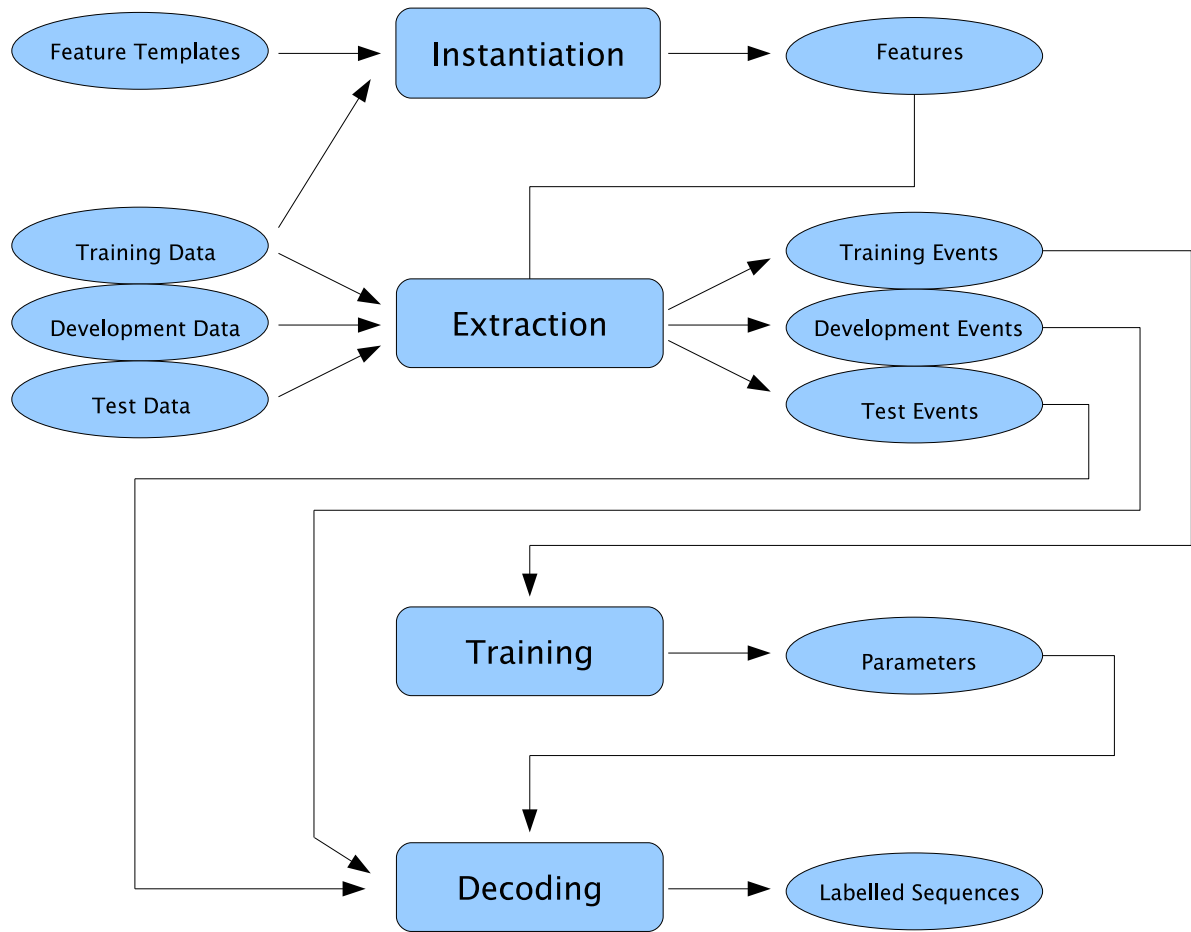 Feature Templates
Instantiation
Features
Training Data
Development Data
Test Data
Extraction
Training Events
Development Events
Test Events
Training
Parameters
Decoding
Labelled Sequences